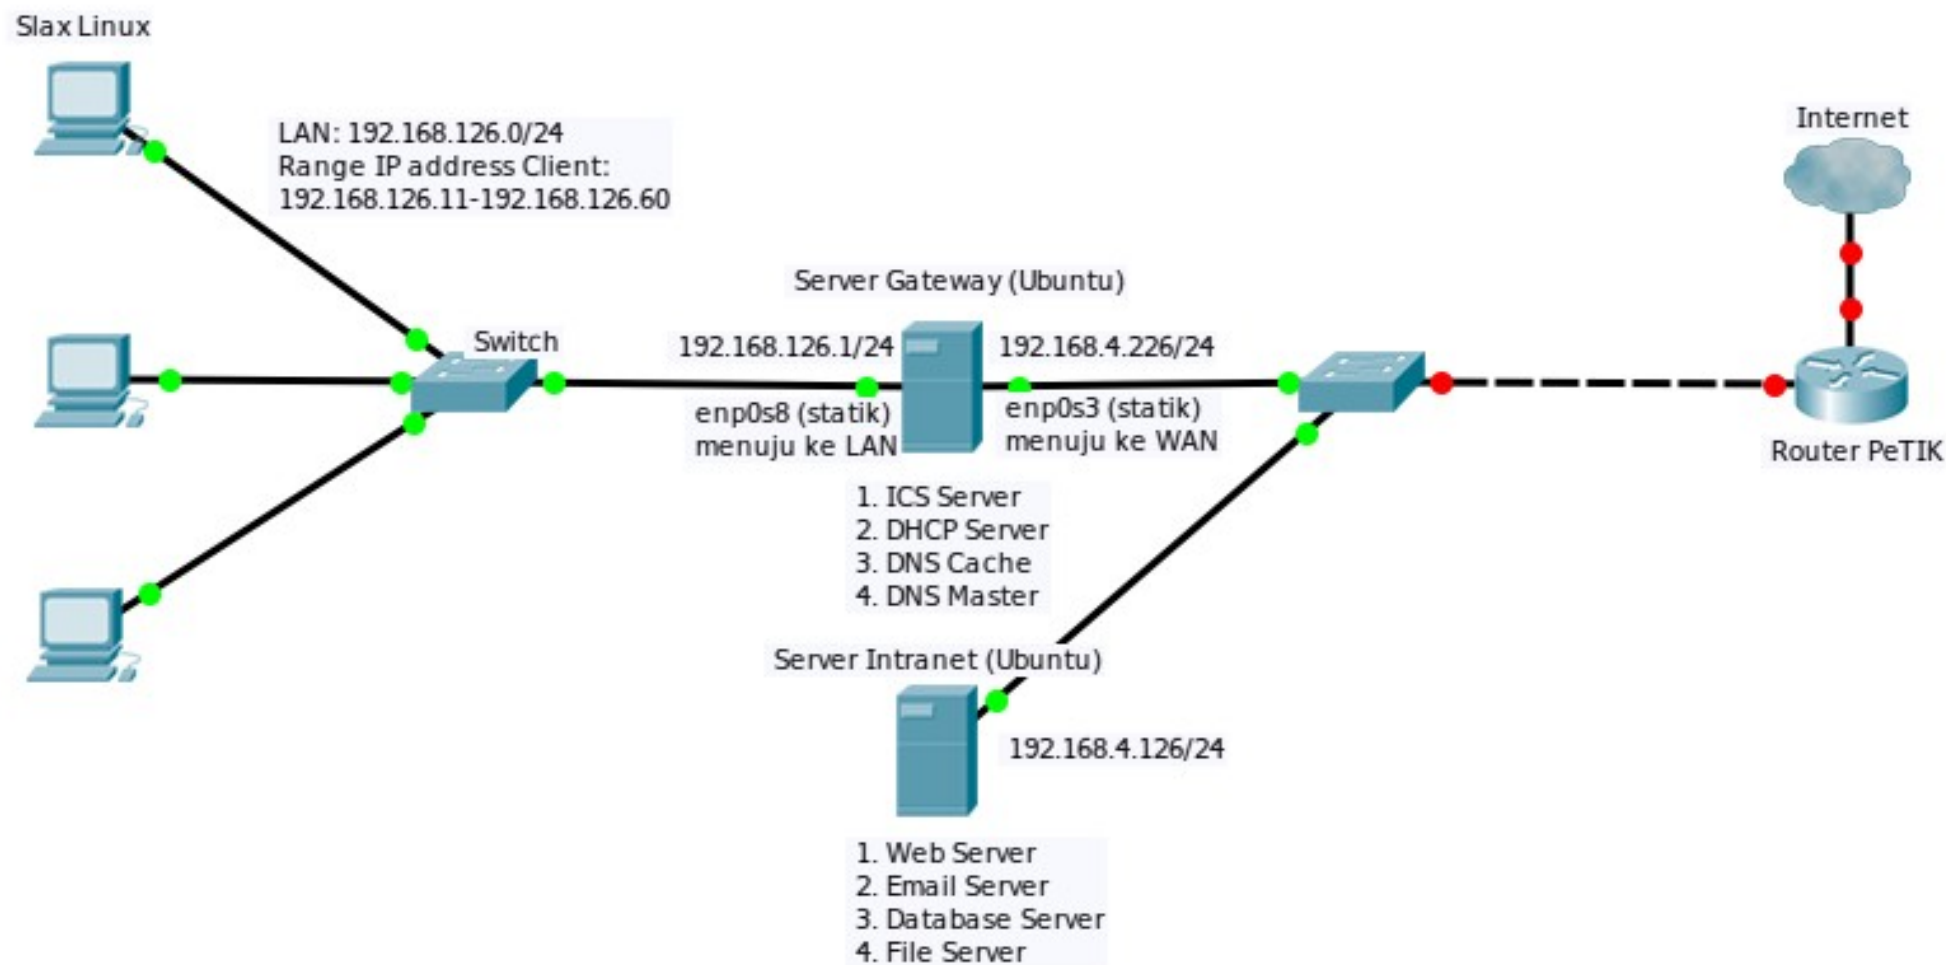 Slax Linux
LAN: 192.168.126.0/24
Range IP address Client:
192.168.126.11-192.168.126.60
Internet
Server Gateway (Ubuntu)
Switch
192.168.126.1/24
192.168.4.226/24
enp0s8 (statik)
menuju ke LAN
enp0s3 (statik)
menuju ke WAN
Router PeTIK
1. ICS Server
2. DHCP Server
3. DNS Cache
4. DNS Master
Server Intranet (Ubuntu)
192.168.4.126/24
1. Web Server
2. Email Server
3. Database Server
4. File Server